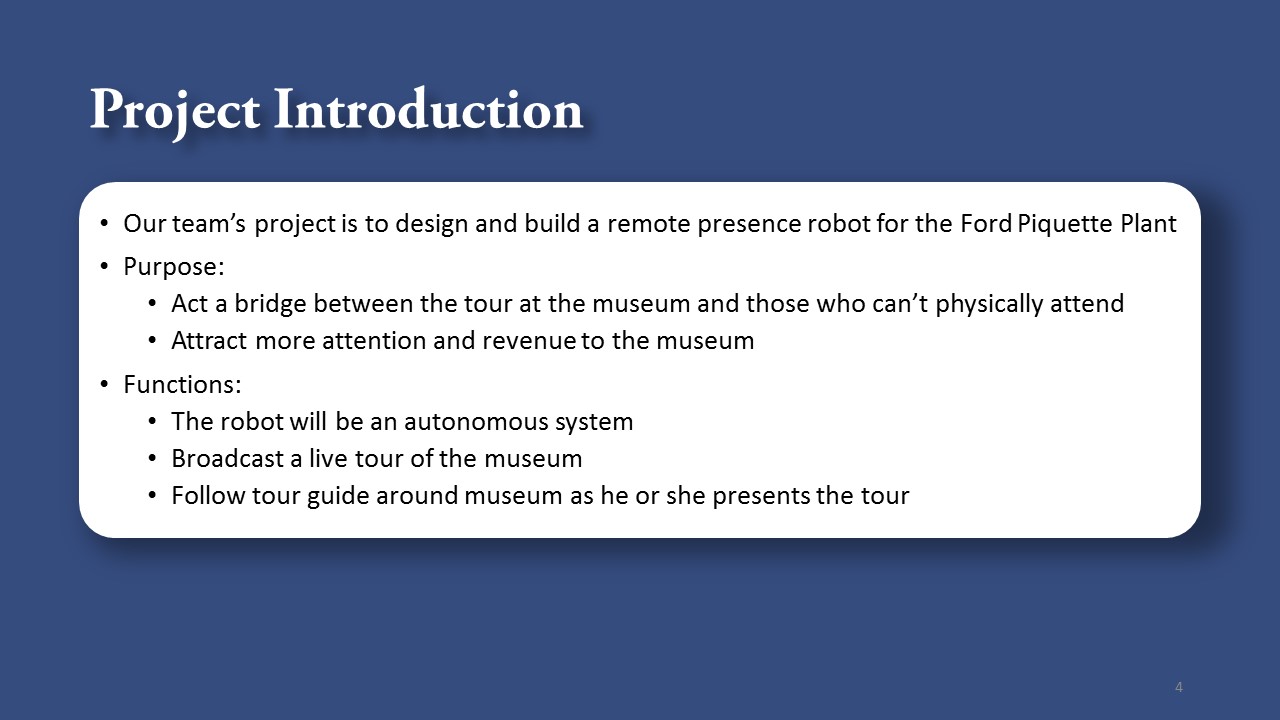 Project Introduction
• Our team’s project is to design and build a remote presence robot for the Ford Piquette Plant
• Purpose:
• Act a bridge between the tour at the museum and those who can’t physically attend
• Attract more attention and revenue to the museum
• Functions:
• The robot will be an autonomous system
• Broadcast a live tour of the museum
• Follow tour guide around museum as he or she presents the tour
4